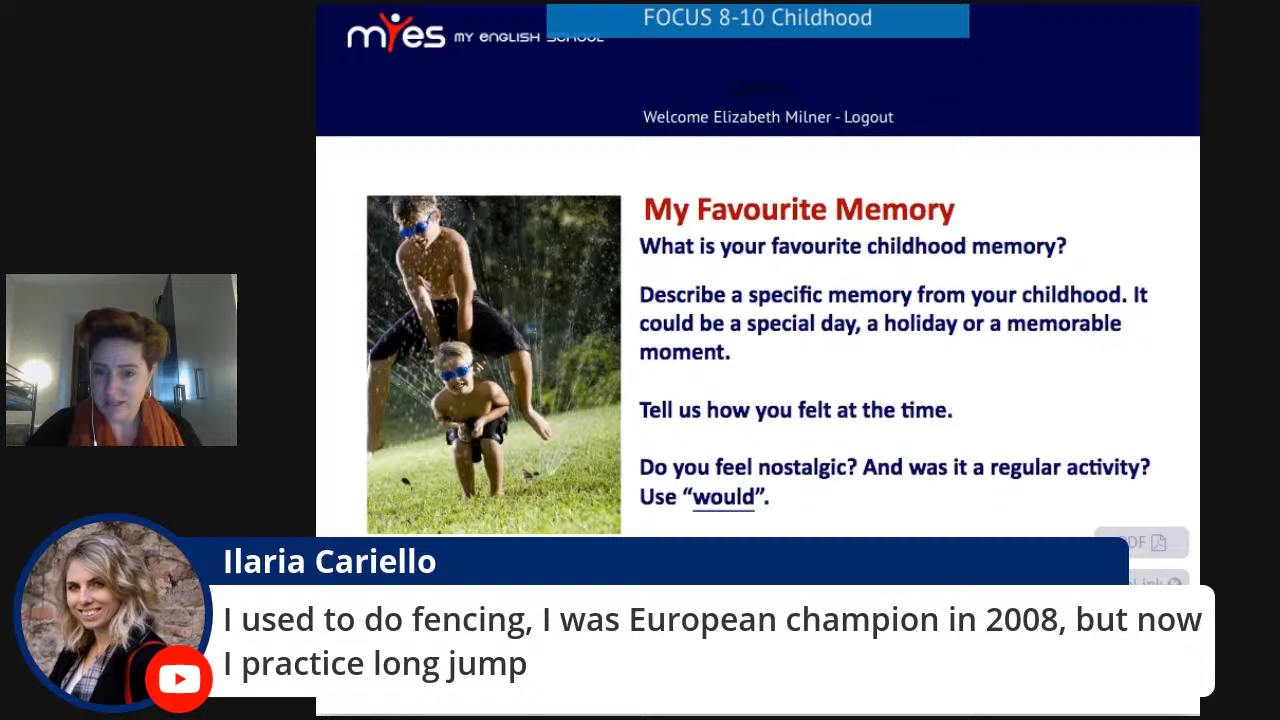 FOCUS 8-10 Childhood
myes MY ENGLISH SCHOOL
Welcome Elizabeth Milner - Logout
My Favourite Memory
What is your favourite childhood memory?
Describe a specific memory from your childhood. It
could be a special day, a holiday or a memorable
moment.
Tell us how you felt at the time.
Do you feel nostalgic? And was it a regular activity?
Use “would”.
PDF
Ilaria Cariello
I used to do fencing, I was European champion in 2008, but now
I practice long jump